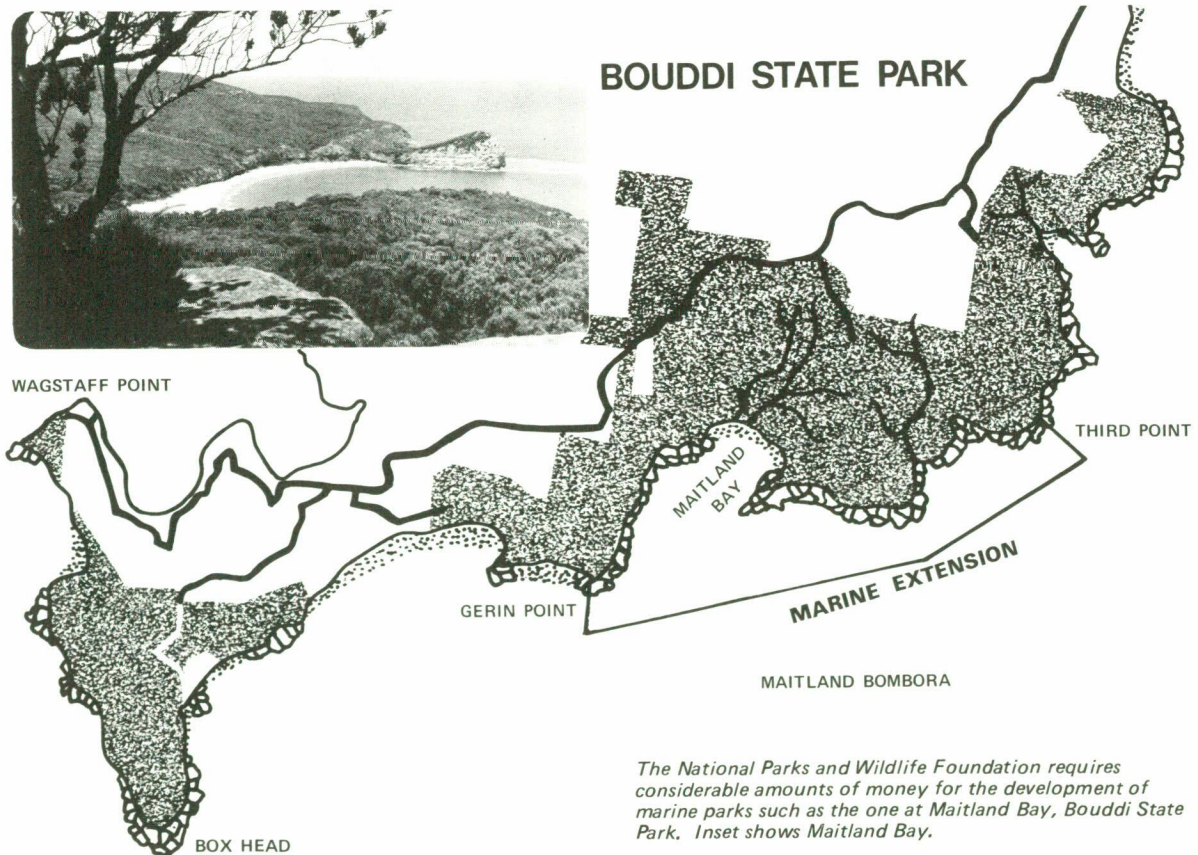 BOUDDI STATE PARK
WAGSTAFF POINT
THIRD POINT
MAITLAND
BAY
MARINE EXTENSION
GERIN POINT
MAITLAND BOMBORA
The National Parks and Wildlife Foundation requires
considerable amounts of money for the development of
marine parks such as the one at Maitland Bay, Bouddi State
Park. Inset shows Maitland Bay.
BOX HEAD